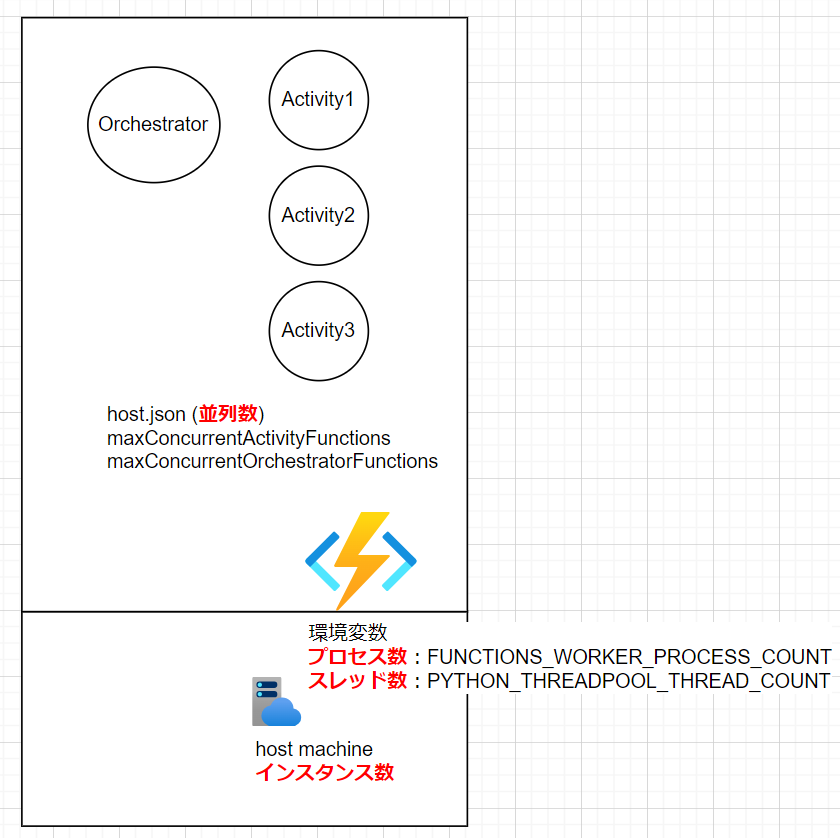 Orchestrator
Activity1
Activity2
Activity3
host.json (並列数)
maxConcurrentActivityFunctions
maxConcurrentOrchestratorFunctions
環境変数
プロセス数：FUNCTIONS_WORKER_PROCESS_COUNT
スレッド数：PYTHON_THREADPOOL_THREAD_COUNT
host machine
インスタンス数